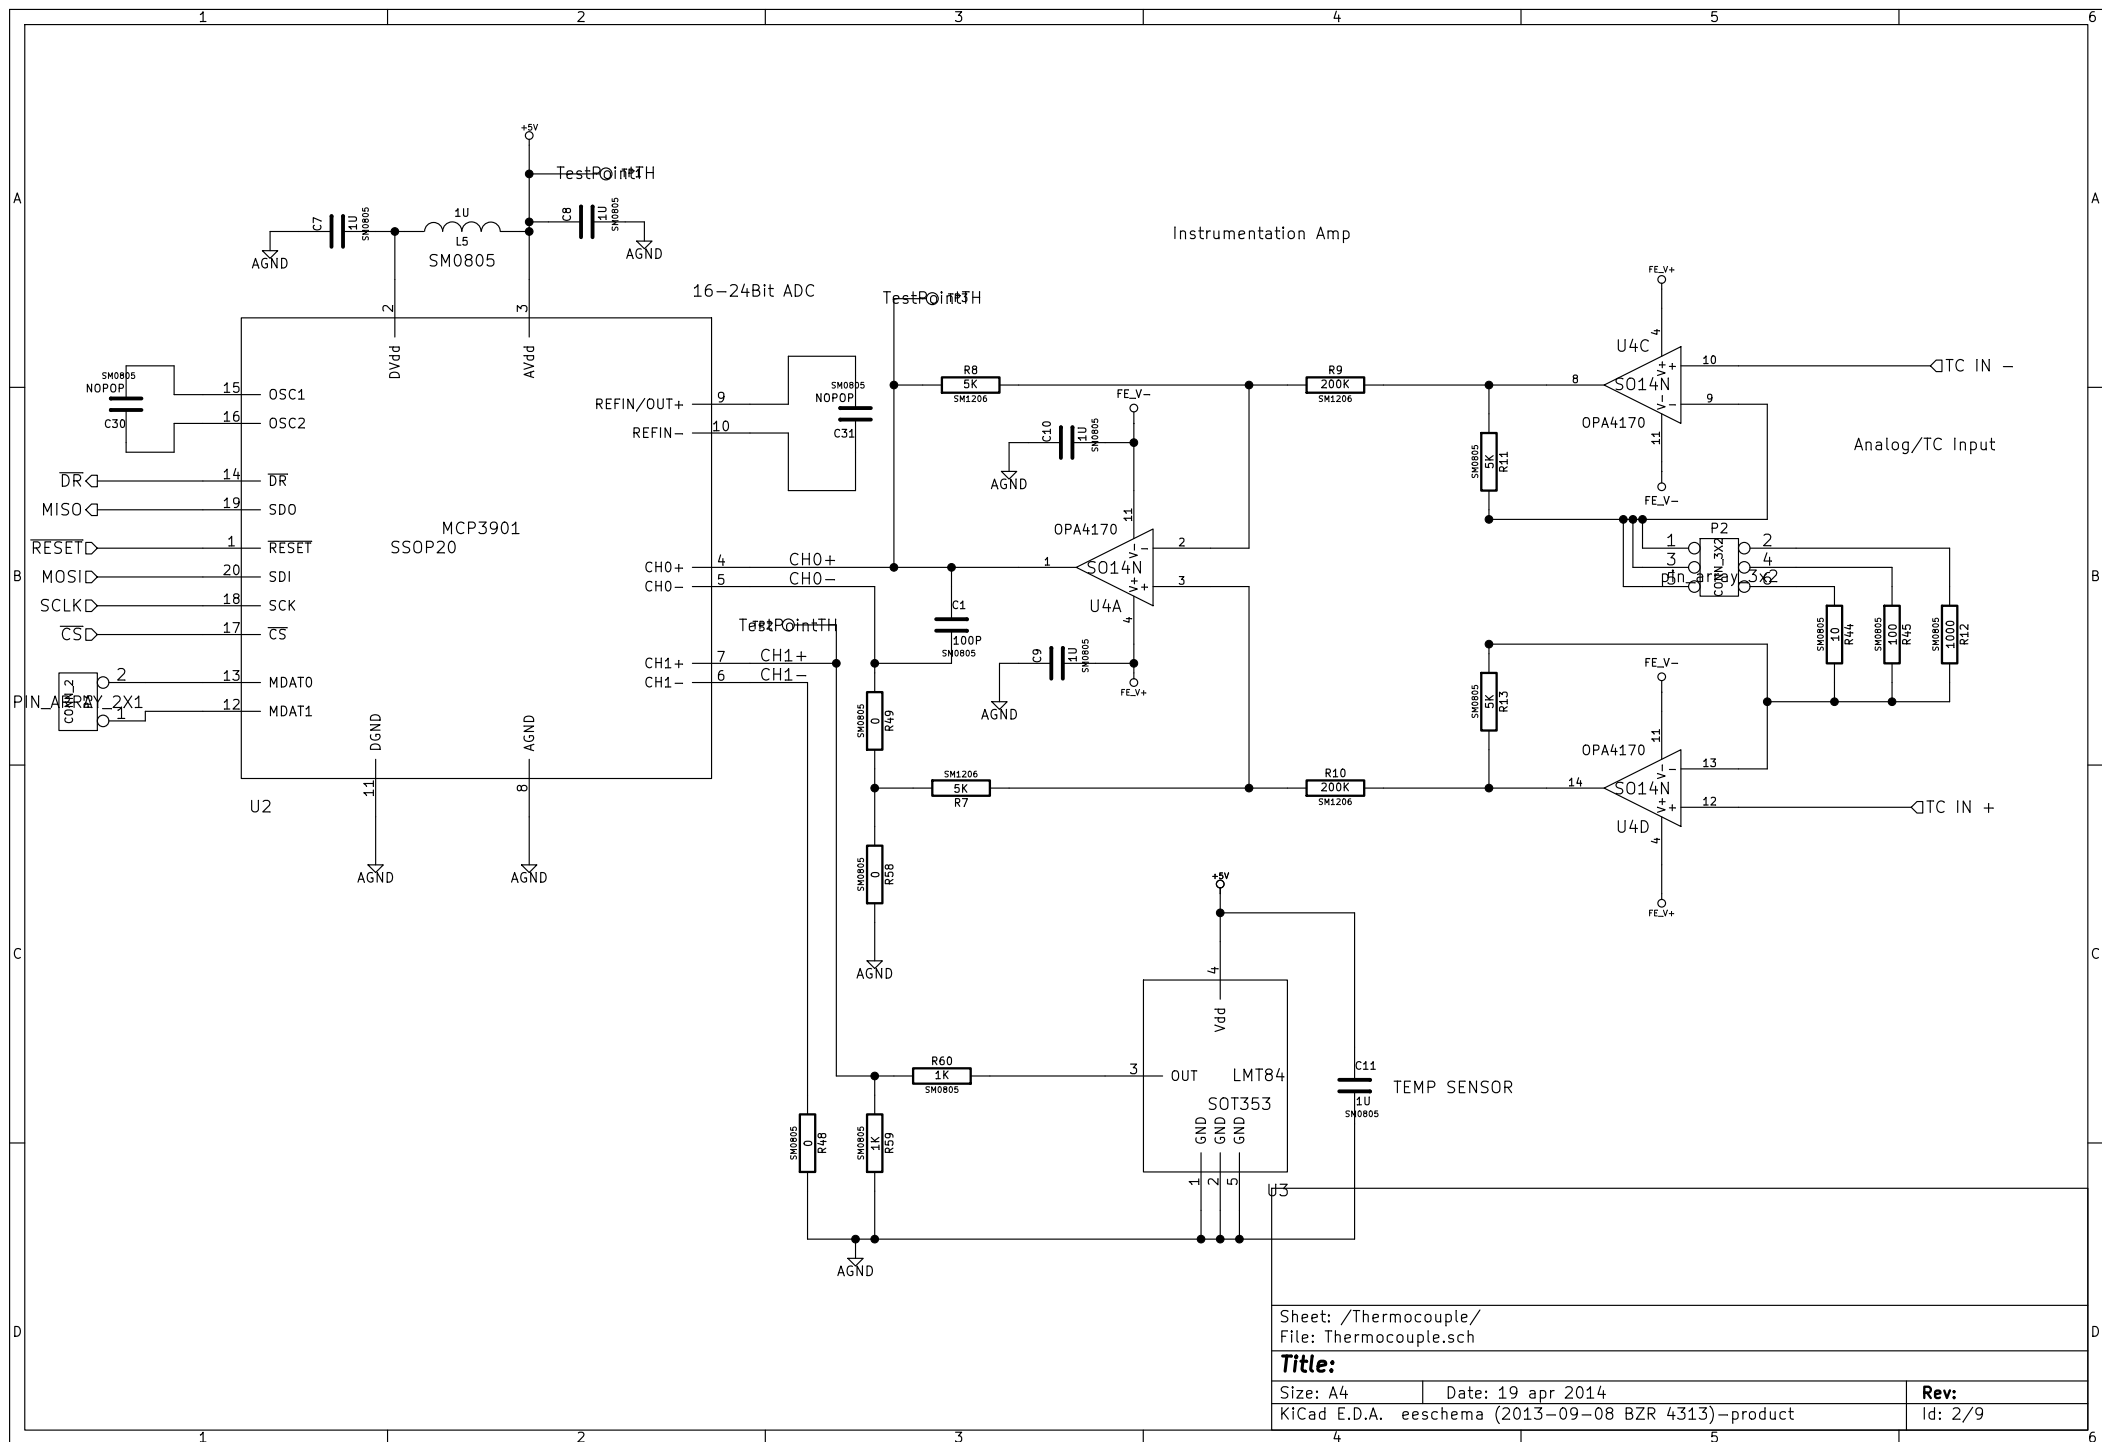 1 2 3 4 5 6
A
B
C
D
A
B
C
D
+5V
TestPointTH
C7
1U
SM0805
1U
L5
SM0805
C8
1U
SM0805
AGND
AGND
Instrumentation Amp
16-24Bit ADC
TestPointTH TP3
2
DVdd
3
AVdd
SM0805
NOPOP
C30
15 OSC1
16 OSC2
DR 14 DR
MISO 19 SDO
RESET 1 RESET
MOSI 20 SDI
SCLK 18 SCK
CS 17 CS
2 13 MDAT0
1 12 MDAT1
CONN_2
PIN_ARRAY_2X1
MCP3901
SSOP20
REFIN/OUT+ 9
REFIN- 10
SM0805
NOPOP
C31
CH0+ 4 CH0+
CH0- 5 CH0-
CH1+ 7 CH1+
CH1- 6 CH1-
DGND
11
AGND
8
U2
AGND
AGND
TestPointTH
R8
5K
SM1206
R9
200K
SM1206
FE_V-
C10
1U
SM0805
AGND
OPA4170
11
1
SO14N
V-
V+
2
3
U4A
4
C1
100P
SM0805
C9
1U
SM0805
AGND
FE_V+
SM0805
0
R49
SM1206
5K
R7
R10
200K
SM1206
SM0805
0
R58
AGND
FE_V+
4
U4C
8
SO14N
V+
V-
10
9
OPA4170
11
FE_V-
TC IN -
SM0805
5K
R11
Analog/TC Input
P2
1 2
3 4
5 6
CONN_3X2
pin_array_3x2
SM0805
10
R44
SM0805
100
R45
SM0805
1000
R12
SM0805
5K
R13
FE_V-
11
OPA4170
14
SO14N
V-
V+
13
12
U4D
4
FE_V+
TC IN +
+5V
4
Vdd
3 OUT
LMT84
SOT353
GND
GND
GND
1
2
5
U3
C11
1U
SM0805
TEMP SENSOR
R60
1K
SM0805
SM0805
0
R48
SM0805
1K
R59
AGND
Sheet: /Thermocouple/
File: Thermocouple.sch
Title:
Size: A4 Date: 19 apr 2014 Rev:
KiCad E.D.A. eeschema (2013-09-08 BZR 4313)-product Id: 2/9
1 2 3 4 5 6